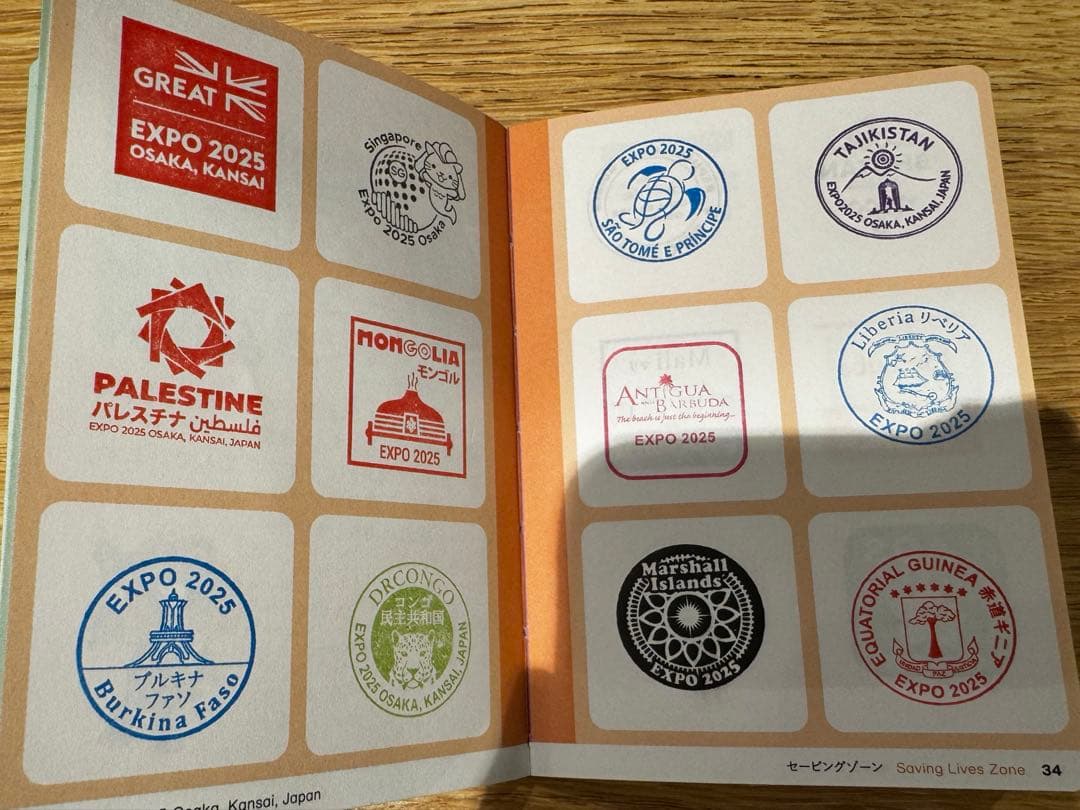 GREAT
EXPO 2025
OSAKA, KANSAI
Singapore
SG
Expo 2025 Osaka
PALESTINE
パレスチナ فلسطين
EXPO 2025 OSAKA, KANSAI, JAPAN
MONGOLIA
モンゴル
EXPO 2025
EXPO 2025
ブルキナ
ファソ
Burkina Faso
DRCONGO
コンゴ
民主共和国
EXPO 2025 OSAKA, KANSAI, JAPAN
Osaka, Kansai, Japan
EXPO 2025
SÃO TOMÉ E PRÍNCIPE
TAJIKISTAN
EXPO2025 OSAKA, KANSAI, JAPAN
ANTIGUA
AND BARBUDA
The beach is just the beginning...
EXPO 2025
Liberia リベリア
EXPO 2025
Marshall
Islands
EXPO 2025
EQUATORIAL GUINEA 赤道ギニア
UNIDAD PAZ JUSTICIA
EXPO 2025
セービングゾーン Saving Lives Zone 34